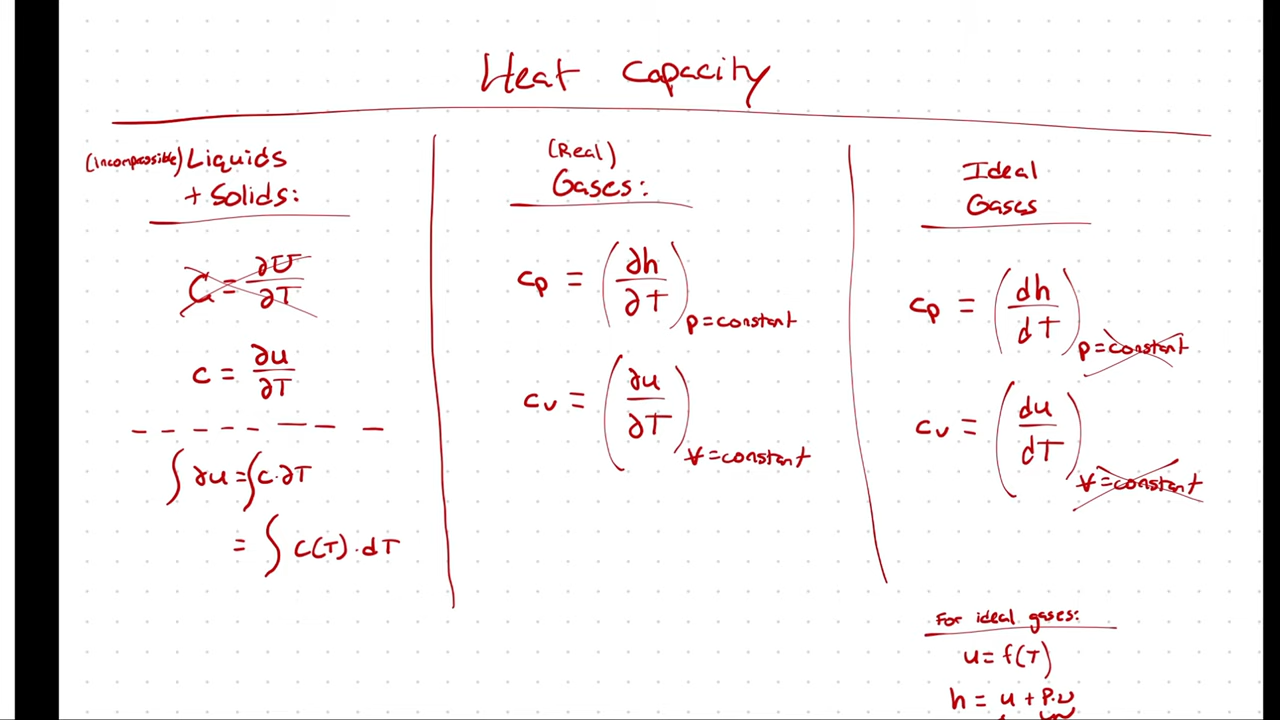 Heat Capacity
(incompassible) Liquids
+ Solids:
C = ∂U/∂T
c = ∂u/∂T
∫ ∂u = ∫ c·∂T
= ∫ c(T)·dT
(Real)
Gases:
cp = (∂h/∂T) p=constant
cv = (∂u/∂T) V=constant
Ideal
Gases
cp = (dh/dT) p=constant
cv = (du/dT) V=constant
For ideal gases:
u = f(T)
h = u + P·v